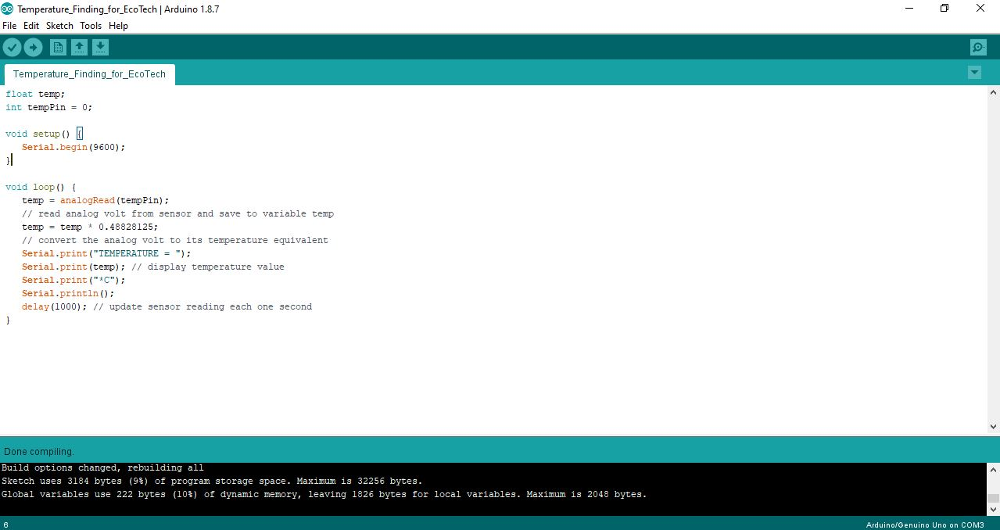 Temperature_Finding_for_EcoTech | Arduino 1.8.7
File Edit Sketch Tools Help
Temperature_Finding_for_EcoTech
float temp;
int tempPin = 0;
void setup() {
   Serial.begin(9600);
}
void loop() {
   temp = analogRead(tempPin);
   // read analog volt from sensor and save to variable temp
   temp = temp * 0.48828125;
   // convert the analog volt to its temperature equivalent
   Serial.print("TEMPERATURE = ");
   Serial.print(temp); // display temperature value
   Serial.print("*C");
   Serial.println();
   delay(1000); // update sensor reading each one second
}
Done compiling.
Build options changed, rebuilding all
Sketch uses 3184 bytes (9%) of program storage space. Maximum is 32256 bytes.
Global variables use 222 bytes (10%) of dynamic memory, leaving 1826 bytes for local variables. Maximum is 2048 bytes.
6 Arduino/Genuino Uno on COM3